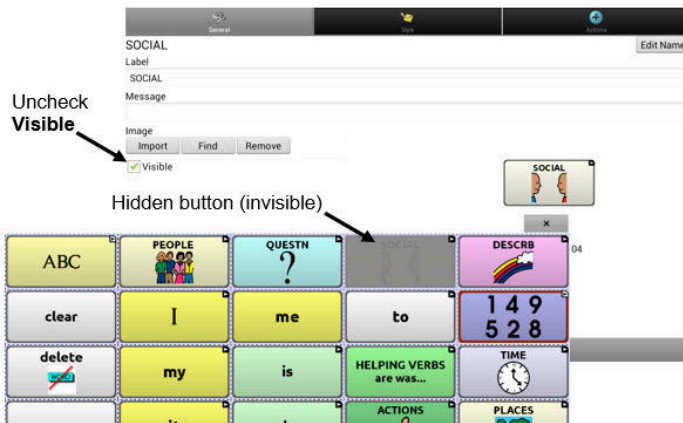 General
Style
Actions
SOCIAL
Edit Name
Label
SOCIAL
Message
Uncheck
Visible
Image
Import Find Remove
Visible
SOCIAL
Hidden button (invisible)
×
04
ABC
PEOPLE
QUESTN
?
SOCIAL
DESCRB
clear
I
me
to
1 4 9
5 2 8
delete
WORD
my
is
HELPING VERBS
are was...
TIME
ACTIONS
PLACES